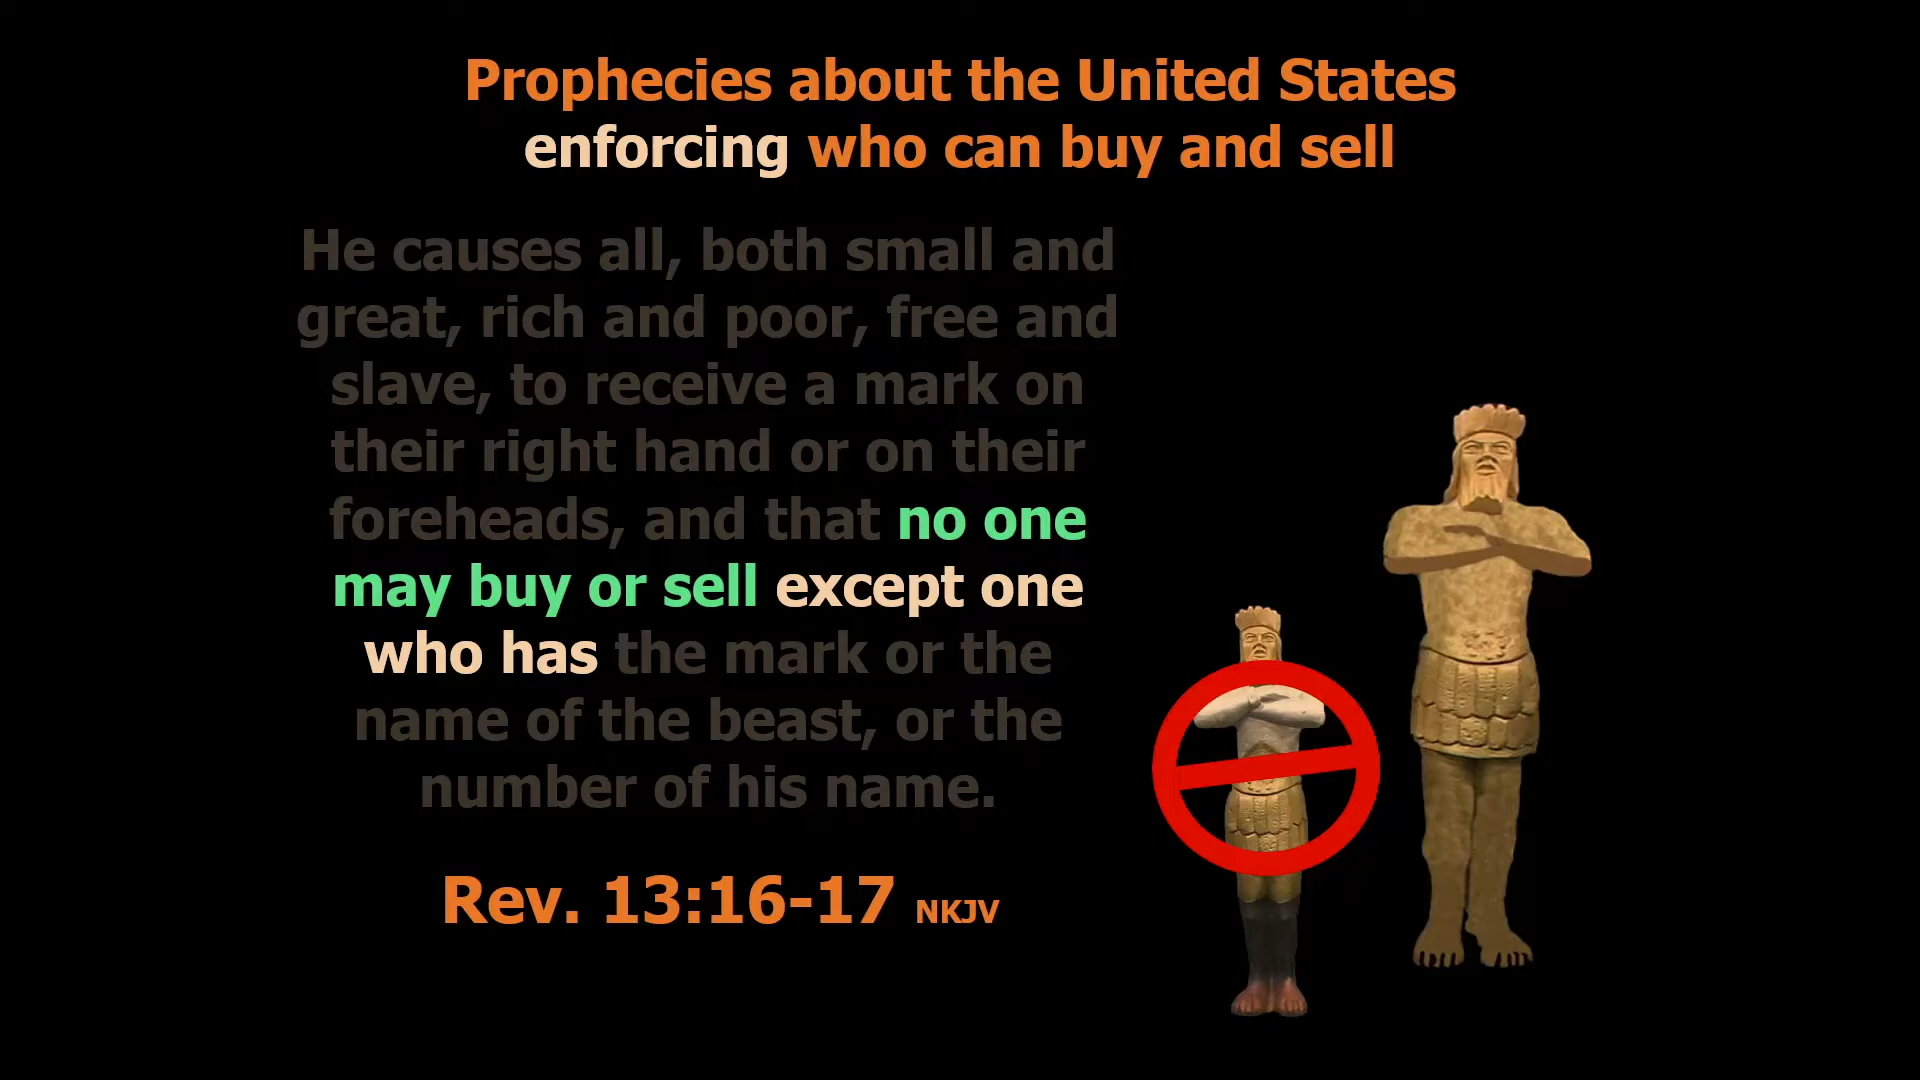 Prophecies about the United States
enforcing who can buy and sell
He causes all, both small and
great, rich and poor, free and
slave, to receive a mark on
their right hand or on their
foreheads, and that no one
may buy or sell except one
who has the mark or the
name of the beast, or the
number of his name.
Rev. 13:16-17 NKJV